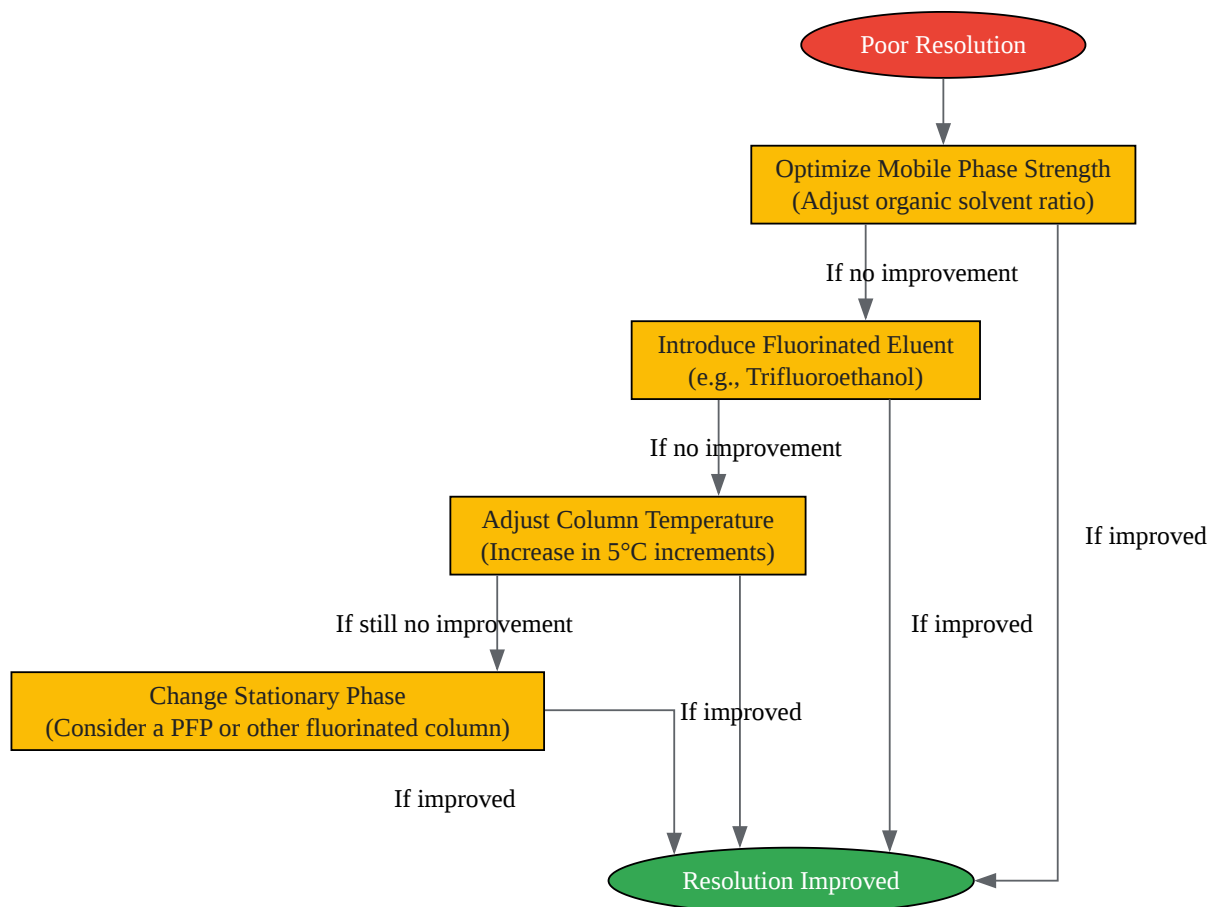 Poor Resolution
Optimize Mobile Phase Strength
(Adjust organic solvent ratio)
If no improvement
Introduce Fluorinated Eluent
(e.g., Trifluoroethanol)
If no improvement
Adjust Column Temperature
(Increase in 5°C increments)
If improved
If still no improvement
If improved
Change Stationary Phase
(Consider a PFP or other fluorinated column)
If improved
If improved
Resolution Improved